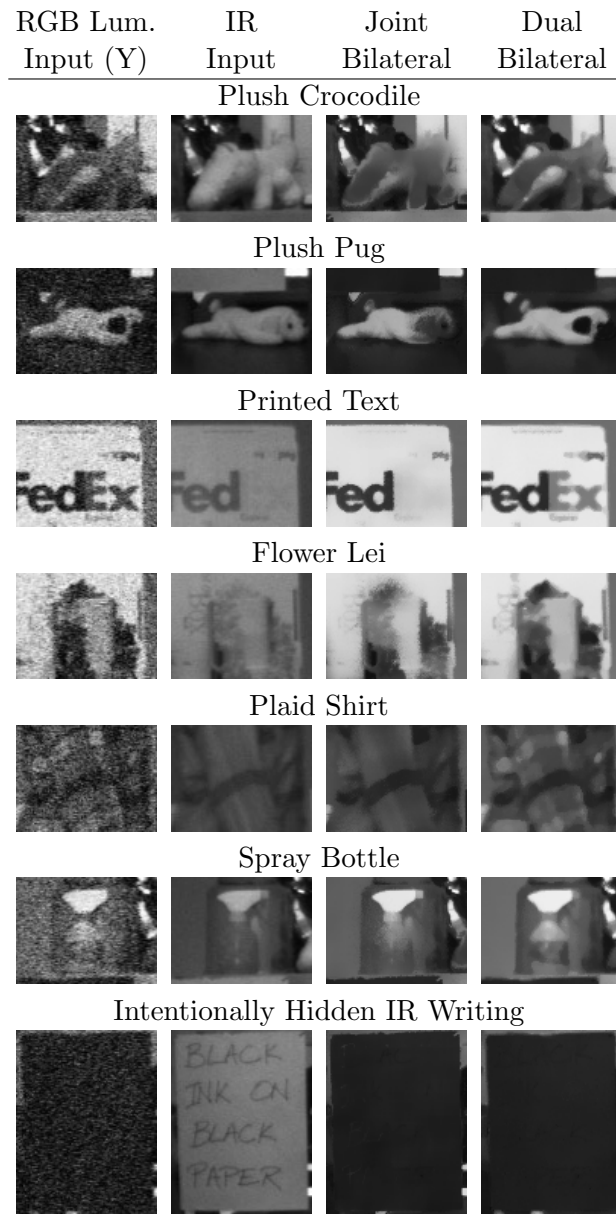 RGB Lum. IR Joint Dual
Input (Y) Input Bilateral Bilateral
Plush Crocodile
Plush Pug
Printed Text
FedEx Fed Fed FedEx
Flower Lei
Plaid Shirt
Spray Bottle
Intentionally Hidden IR Writing
BLACK
INK ON
BLACK
PAPER